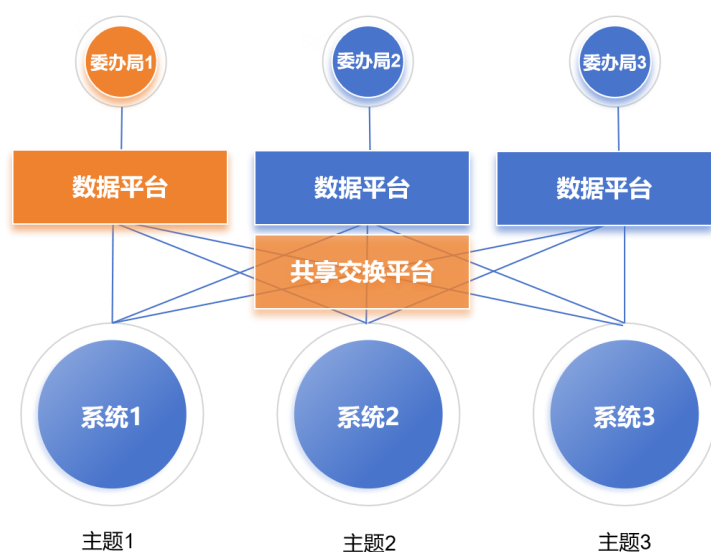 委办局1
委办局2
委办局3
数据平台
数据平台
数据平台
共享交换平台
系统1
系统2
系统3
主题1
主题2
主题3